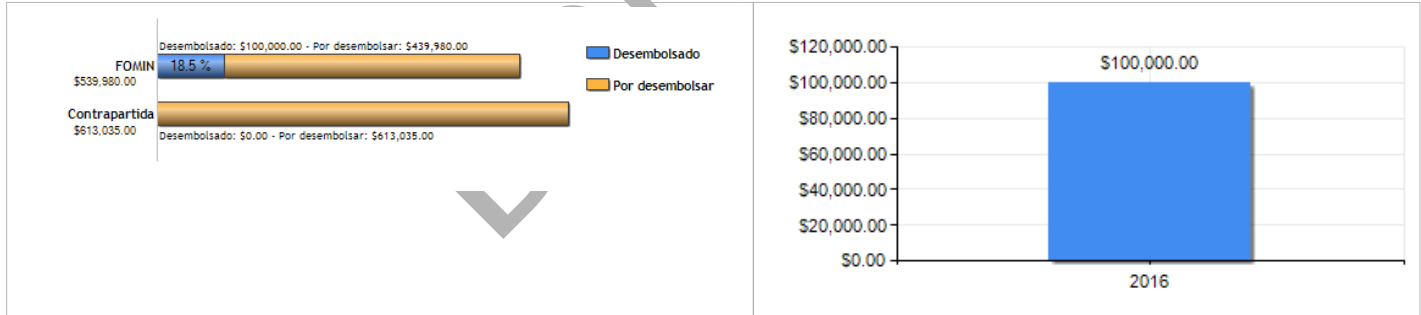 Desembolsado: $100,000.00 - Por desembolsar: $439,980.00
FOMIN
18.5 %
$539,980.00
Contrapartida
$613,035.00
Desembolsado: $0.00 - Por desembolsar: $613,035.00
Desembolsado
Por desembolsar
$120,000.00
$100,000.00
$80,000.00
$60,000.00
$40,000.00
$20,000.00
$0.00
$100,000.00
2016